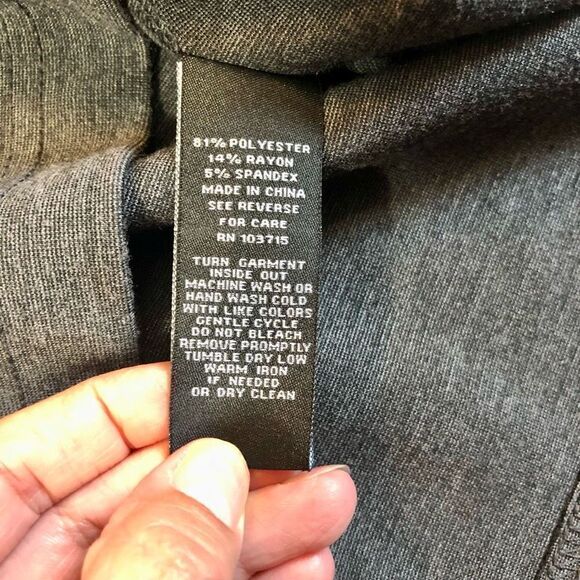 81% POLYESTER
14% RAYON
5% SPANDEX
MADE IN CHINA
SEE REVERSE
FOR CARE
RN 103715
TURN GARMENT
INSIDE OUT
MACHINE WASH OR
HAND WASH COLD
WITH LIKE COLORS
GENTLE CYCLE
DO NOT BLEACH
REMOVE PROMPTLY
TUMBLE DRY LOW
WARM IRON
IF NEEDED
OR DRY CLEAN